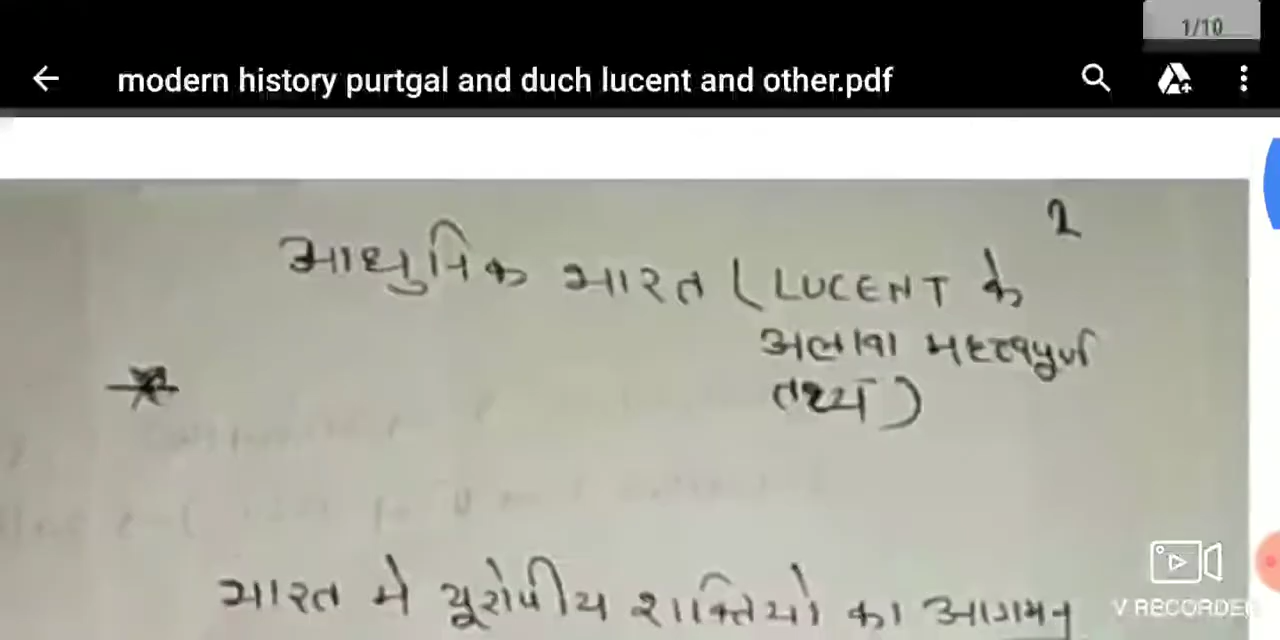 1/10
modern history purtgal and duch lucent and other.pdf
2
आधुनिक भारत ( LUCENT के
अलावा महत्वपुर्ण
तथ्य )
भारत मे यूरोपीय शक्तियो का आगमन
V RECORDER